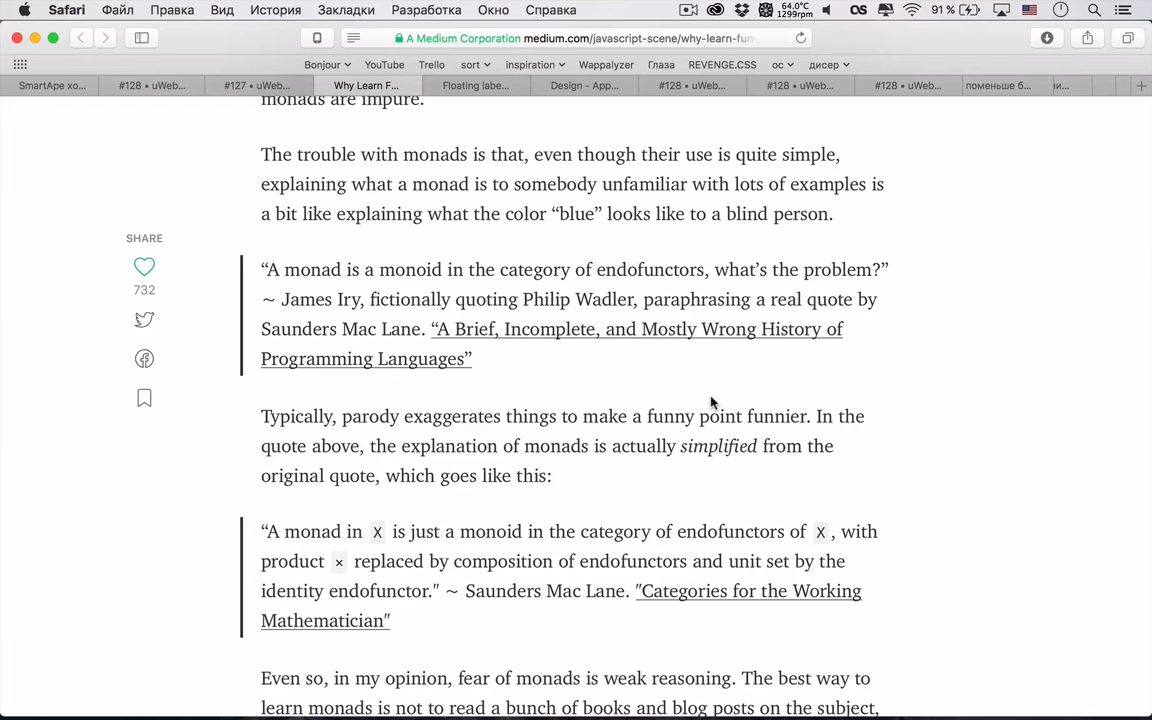 Safari Файл Правка Вид История Закладки Разработка Окно Справка 64.0°C 1299rpm OS 91 %
A Medium Corporation medium.com/javascript-scene/why-learn-fun
Bonjour YouTube Trello sort inspiration Wappalyzer Глаза REVENGE.CSS ос дисер
SmartApe хо... #128 • uWeb... #127 • uWeb... Why Learn F... Floating labe... Design - App... #128 • uWeb... #128 • uWeb... #128 • uWeb... поменьше б... и...
monads are impure.
The trouble with monads is that, even though their use is quite simple,
explaining what a monad is to somebody unfamiliar with lots of examples is
a bit like explaining what the color “blue” looks like to a blind person.
SHARE
732
“A monad is a monoid in the category of endofunctors, what’s the problem?”
~ James Iry, fictionally quoting Philip Wadler, paraphrasing a real quote by
Saunders Mac Lane. “A Brief, Incomplete, and Mostly Wrong History of
Programming Languages”
Typically, parody exaggerates things to make a funny point funnier. In the
quote above, the explanation of monads is actually simplified from the
original quote, which goes like this:
“A monad in X is just a monoid in the category of endofunctors of X, with
product × replaced by composition of endofunctors and unit set by the
identity endofunctor." ~ Saunders Mac Lane. "Categories for the Working
Mathematician"
Even so, in my opinion, fear of monads is weak reasoning. The best way to
learn monads is not to read a bunch of books and blog posts on the subject,